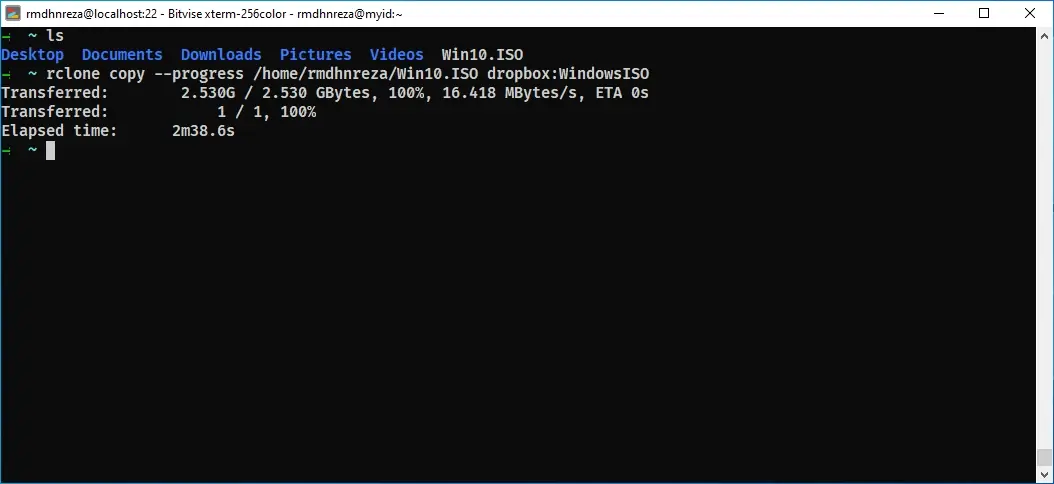 rmdhnreza@localhost:22 - Bitvise xterm-256color - rmdhnreza@myid:~
→ ~ ls
Desktop Documents Downloads Pictures Videos Win10.ISO
→ ~ rclone copy --progress /home/rmdhnreza/Win10.ISO dropbox:WindowsISO
Transferred: 2.530G / 2.530 GBytes, 100%, 16.418 MBytes/s, ETA 0s
Transferred: 1 / 1, 100%
Elapsed time: 2m38.6s
→ ~